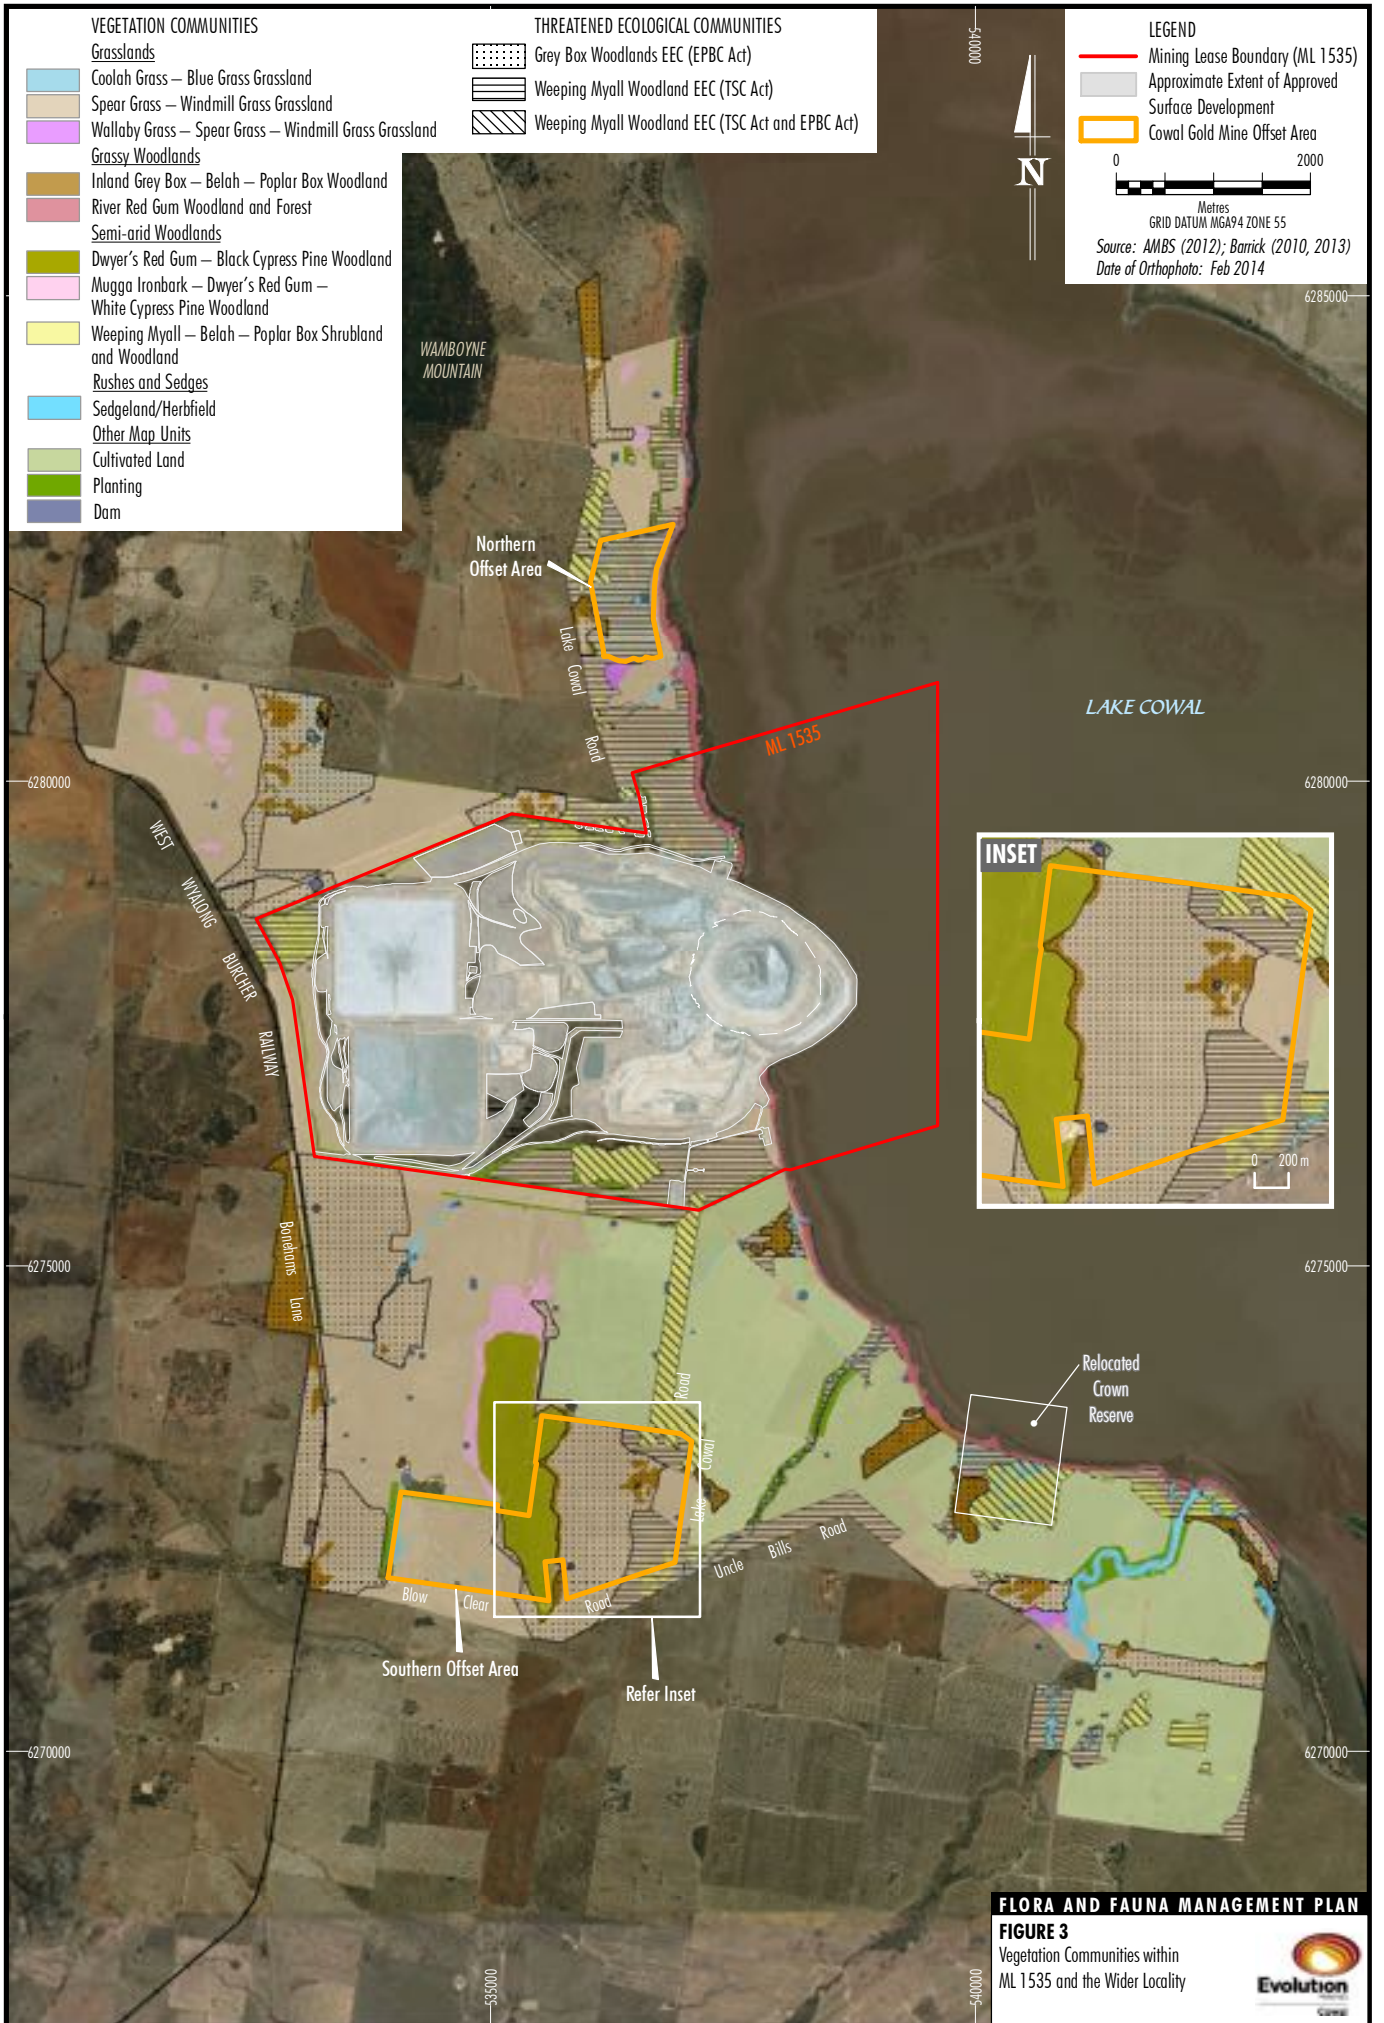 VEGETATION COMMUNITIES
Grasslands
Coolah Grass – Blue Grass Grassland
Spear Grass – Windmill Grass Grassland
Wallaby Grass – Spear Grass – Windmill Grass Grassland
Grassy Woodlands
Inland Grey Box – Belah – Poplar Box Woodland
River Red Gum Woodland and Forest
Semi-arid Woodlands
Dwyer's Red Gum – Black Cypress Pine Woodland
Mugga Ironbark – Dwyer's Red Gum –
White Cypress Pine Woodland
Weeping Myall – Belah – Poplar Box Shrubland
and Woodland
Rushes and Sedges
Sedgeland/Herbfield
Other Map Units
Cultivated Land
Planting
Dam
THREATENED ECOLOGICAL COMMUNITIES
Grey Box Woodlands EEC (EPBC Act)
Weeping Myall Woodland EEC (TSC Act)
Weeping Myall Woodland EEC (TSC Act and EPBC Act)
540000
N
LEGEND
Mining Lease Boundary (ML 1535)
Approximate Extent of Approved
Surface Development
Cowal Gold Mine Offset Area
0 2000
Metres
GRID DATUM MGA94 ZONE 55
Source: AMBS (2012); Barrick (2010, 2013)
Date of Orthophoto: Feb 2014
6285000
WAMBOYNE
MOUNTAIN
Northern
Offset Area
Lake
Cowal
Road
LAKE COWAL
ML 1535
6280000
6280000
WEST
WYALONG
BURCHER
RAILWAY
INSET
0 200 m
Bonehams
Lane
6275000
6275000
Relocated
Crown
Reserve
Road
Cowal
Lake
Uncle
Bills
Road
Blow
Clear
Road
Southern Offset Area
Refer Inset
6270000
6270000
535000
540000
FLORA AND FAUNA MANAGEMENT PLAN
FIGURE 3
Vegetation Communities within
ML 1535 and the Wider Locality
Evolution